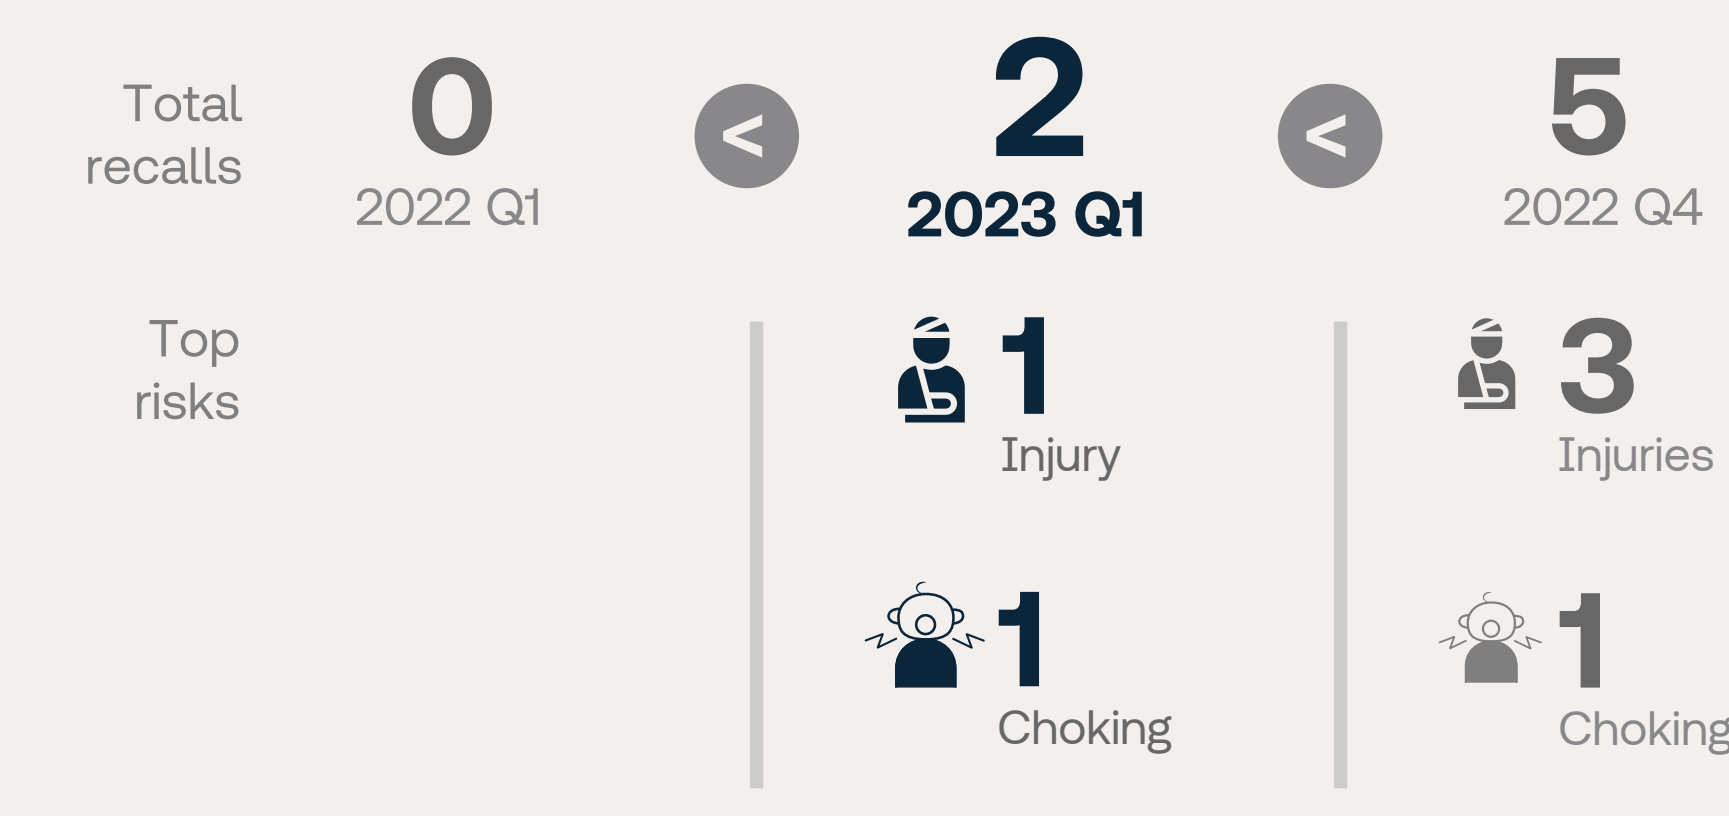 Total
recalls
0
2022 Q1
<
2
2023 Q1
<
5
2022 Q4
Top
risks
1
Injury
3
Injuries
1
Choking
1
Choking